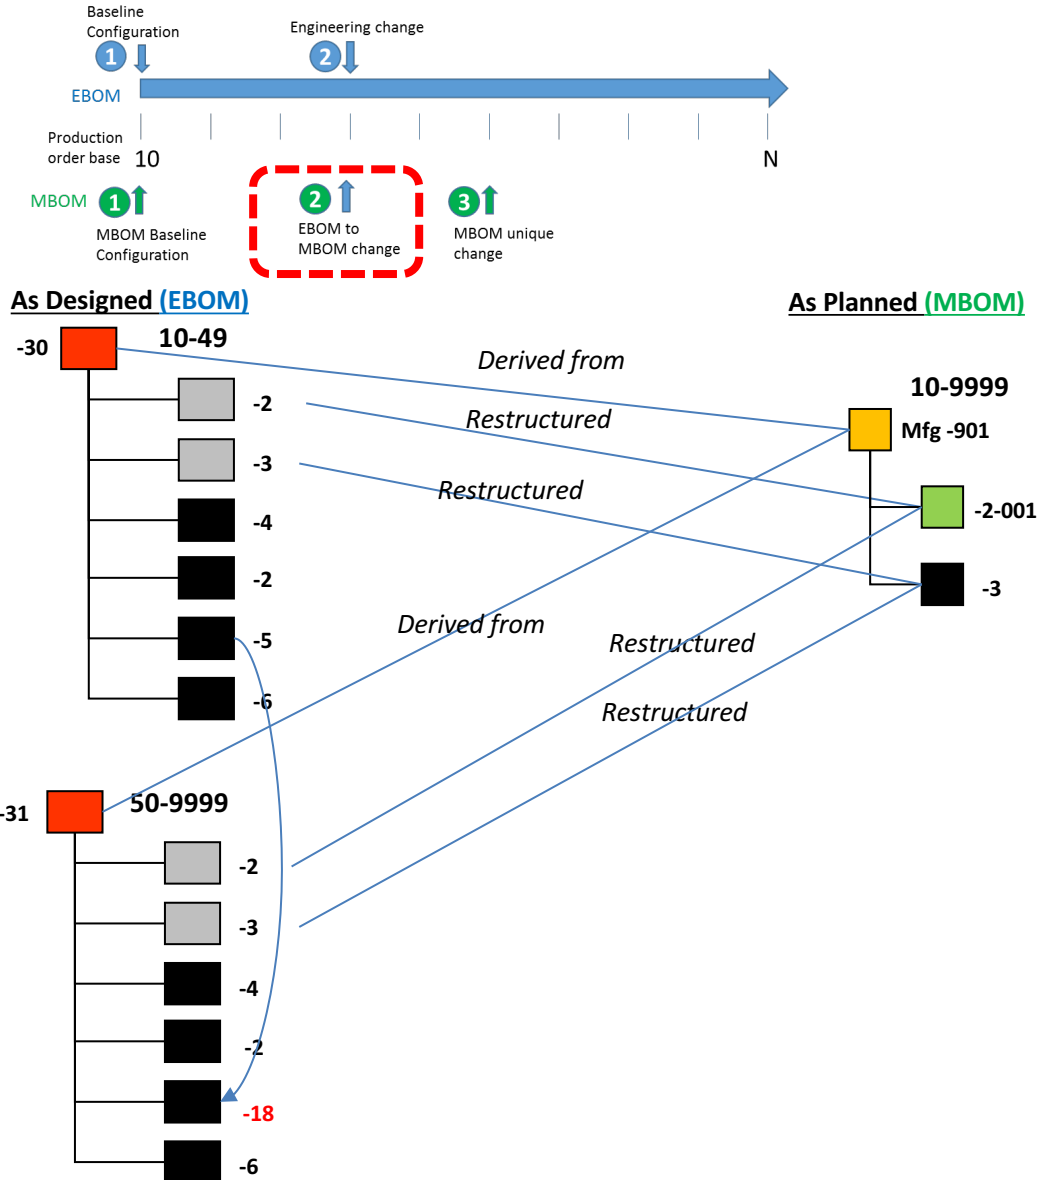 Baseline
Configuration
Engineering change
1
2
EBOM
Production
order base
10
N
MBOM
1
2
3
MBOM Baseline
Configuration
EBOM to
MBOM change
MBOM unique
change
As Designed (EBOM)
As Planned (MBOM)
-30
10-49
Derived from
10-9999
-2
Restructured
Mfg -901
-3
Restructured
-2-001
-4
-2
-3
-5
Derived from
Restructured
-6
Restructured
-31
50-9999
-2
-3
-4
-2
-18
-6